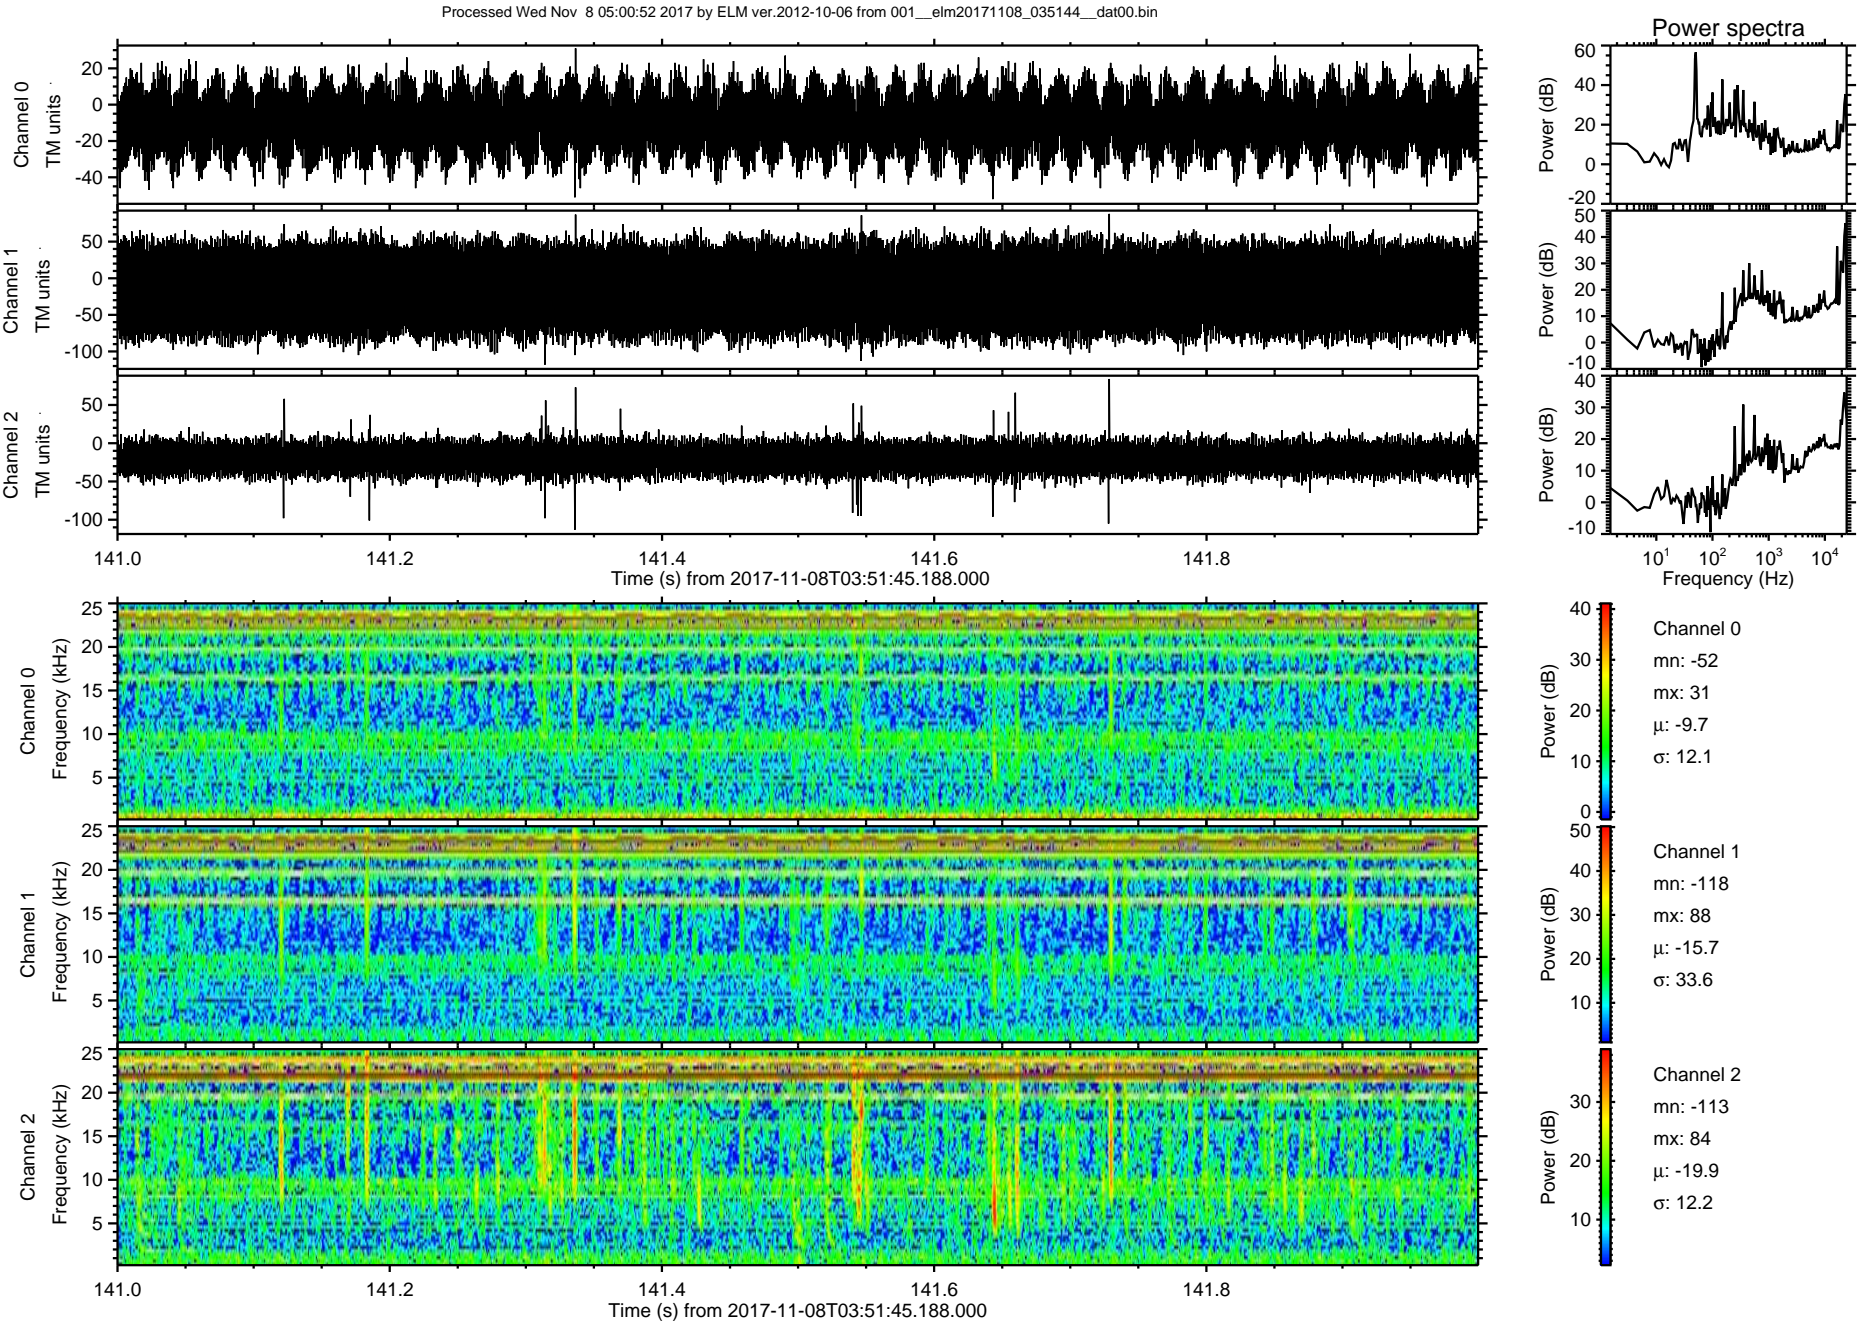 Processed Wed Nov  8 05:00:52 2017 by ELM ver.2012-10-06 from 001__elm20171108_035144__dat00.bin
Power spectra
Channel 0
TM units
20
0
-20
-40
Power (dB)
60
40
20
0
-20
Channel 1
TM units
50
0
-50
-100
Power (dB)
50
40
30
20
10
0
-10
Channel 2
TM units
50
0
-50
-100
Power (dB)
40
30
20
10
0
-10
141.0 141.2 141.4 141.6 141.8
Time (s) from 2017-11-08T03:51:45.188.000
10^1 10^2 10^3 10^4
Frequency (Hz)
Channel 0
Frequency (kHz)
25
20
15
10
5
Power (dB)
40
30
20
10
0
Channel 0
mn: -52
mx: 31
μ: -9.7
σ: 12.1
Channel 1
Frequency (kHz)
25
20
15
10
5
Power (dB)
50
40
30
20
10
Channel 1
mn: -118
mx: 88
μ: -15.7
σ: 33.6
Channel 2
Frequency (kHz)
25
20
15
10
5
Power (dB)
30
20
10
Channel 2
mn: -113
mx: 84
μ: -19.9
σ: 12.2
141.0 141.2 141.4 141.6 141.8
Time (s) from 2017-11-08T03:51:45.188.000